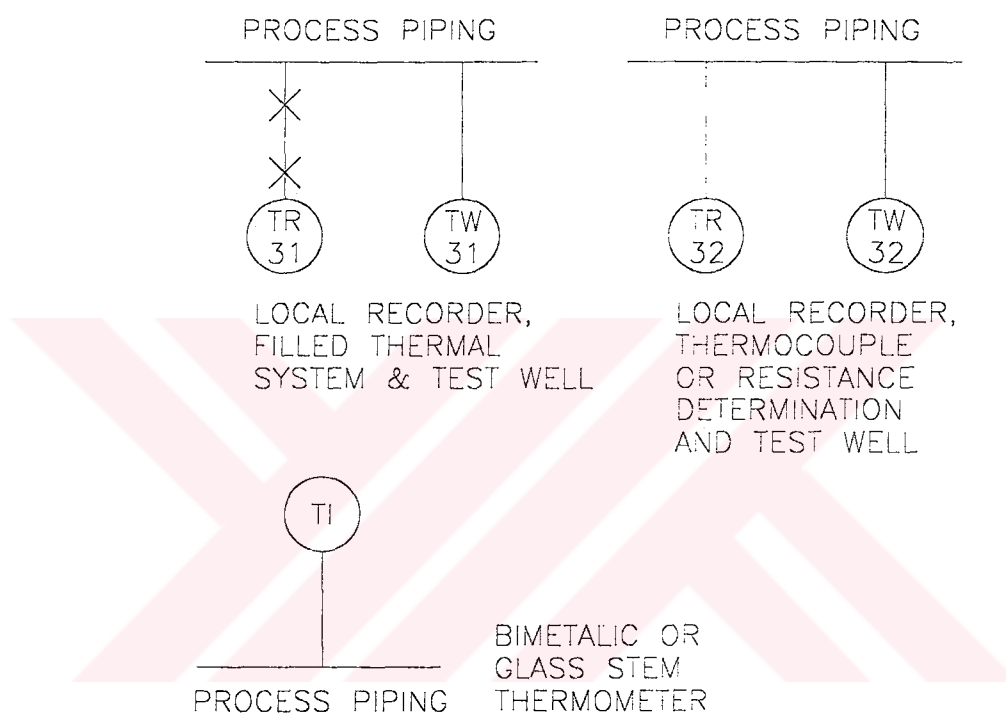 PROCESS PIPING
TR
31
TW
31
LOCAL RECORDER,
FILLED THERMAL
SYSTEM & TEST WELL
PROCESS PIPING
TR
32
TW
32
LOCAL RECORDER,
THERMOCOUPLE
OR RESISTANCE
DETERMINATION
AND TEST WELL
TI
PROCESS PIPING
BIMETALIC OR
GLASS STEM
THERMOMETER